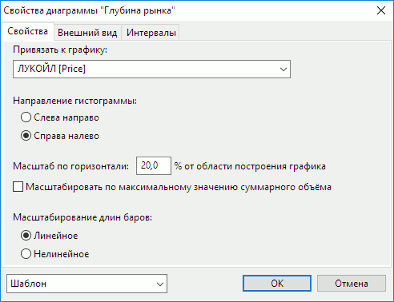 Свойства диаграммы "Глубина рынка"
Свойства Внешний вид Интервалы
Привязать к графику:
ЛУКОЙЛ [Price]
Направление гистограммы:
Слева направо
Справа налево
Масштаб по горизонтали: 20,0 % от области построения графика
Масштабировать по максимальному значению суммарного объёма
Масштабирование длин баров:
Линейное
Нелинейное
Шаблон OK Отмена